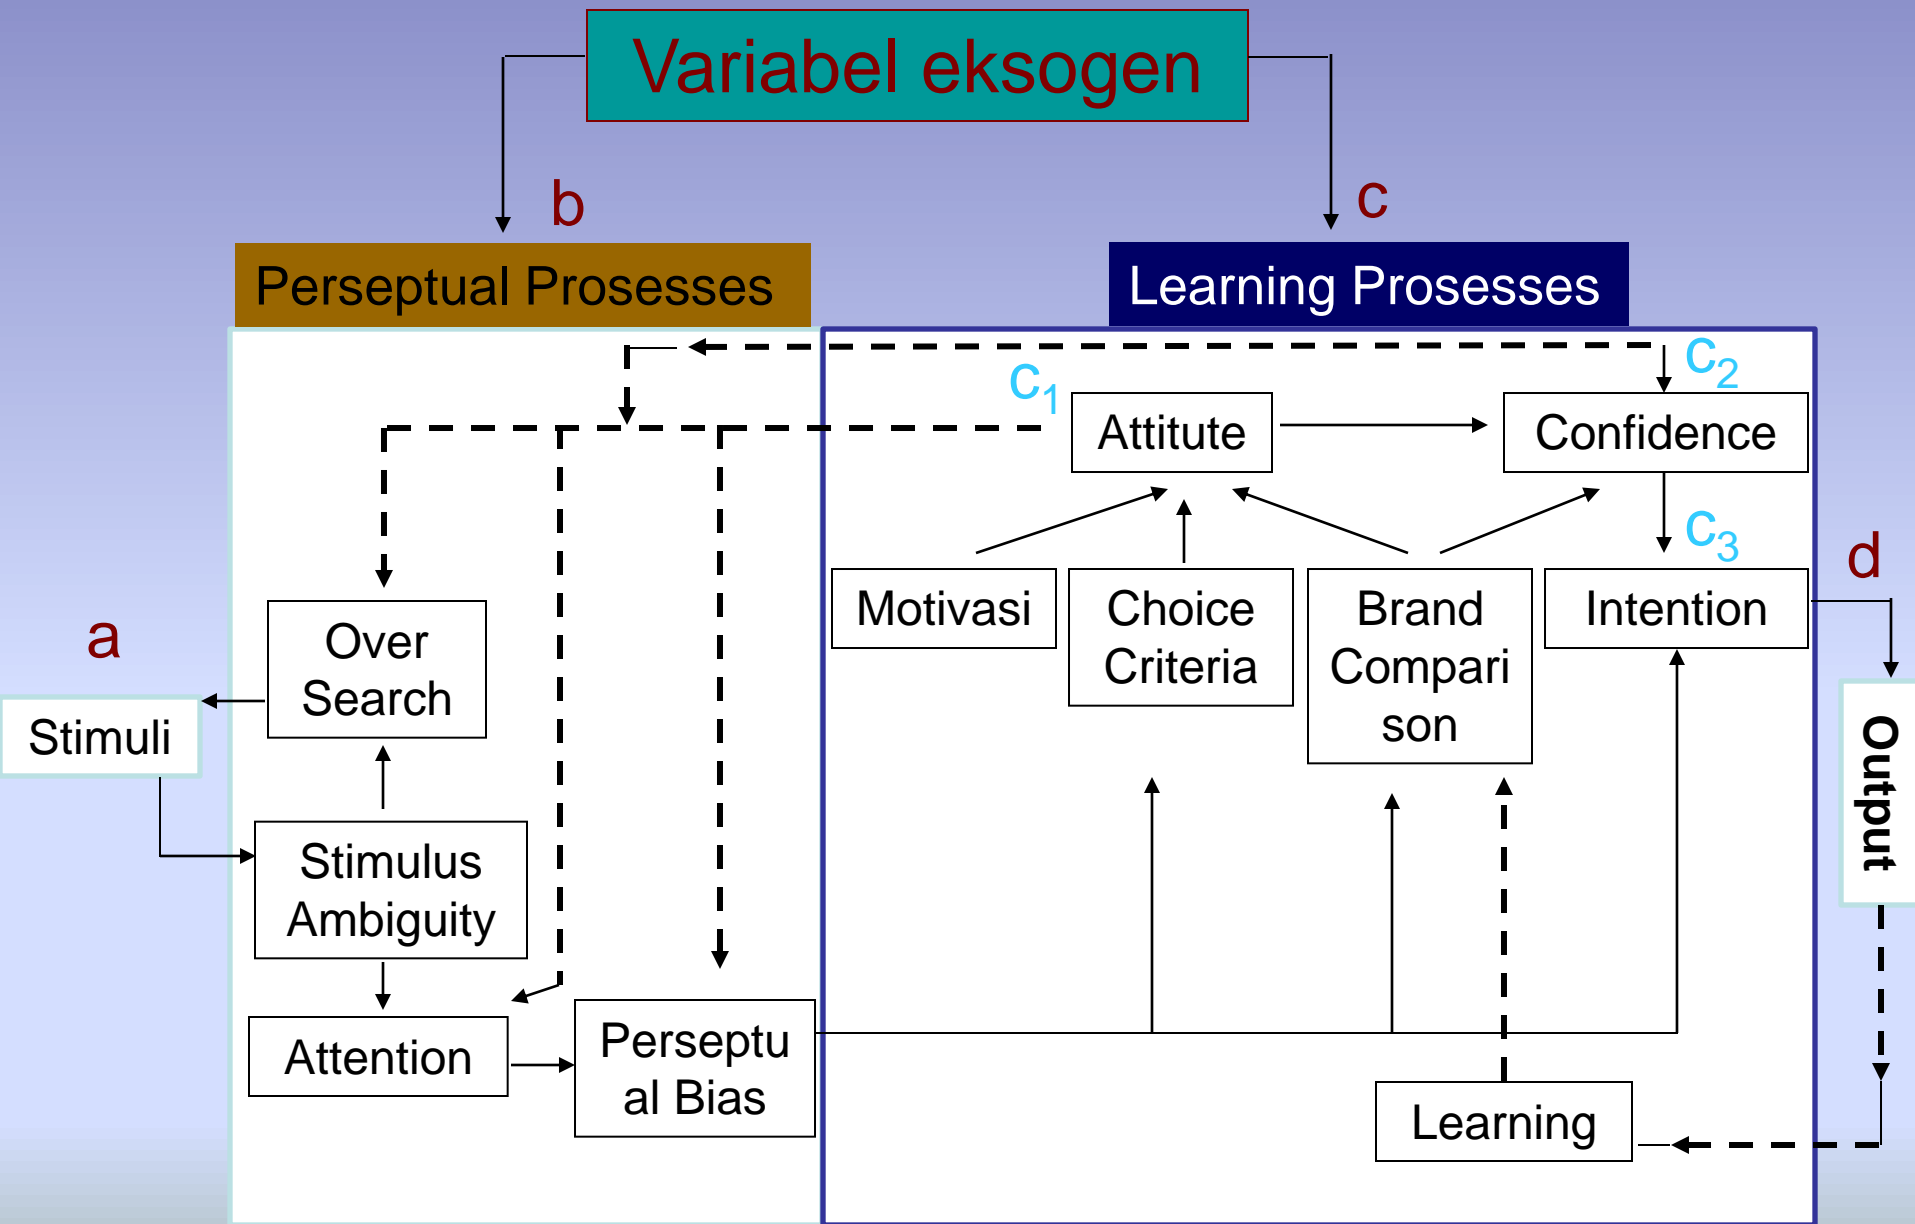 Variabel eksogen
b
c
Perseptual Prosesses
Learning Prosesses
c1
c2
Attitute
Confidence
c3
d
Motivasi
Choice
Criteria
Brand
Compari
son
Intention
a
Over
Search
Stimuli
Output
Stimulus
Ambiguity
Attention
Perseptu
al Bias
Learning